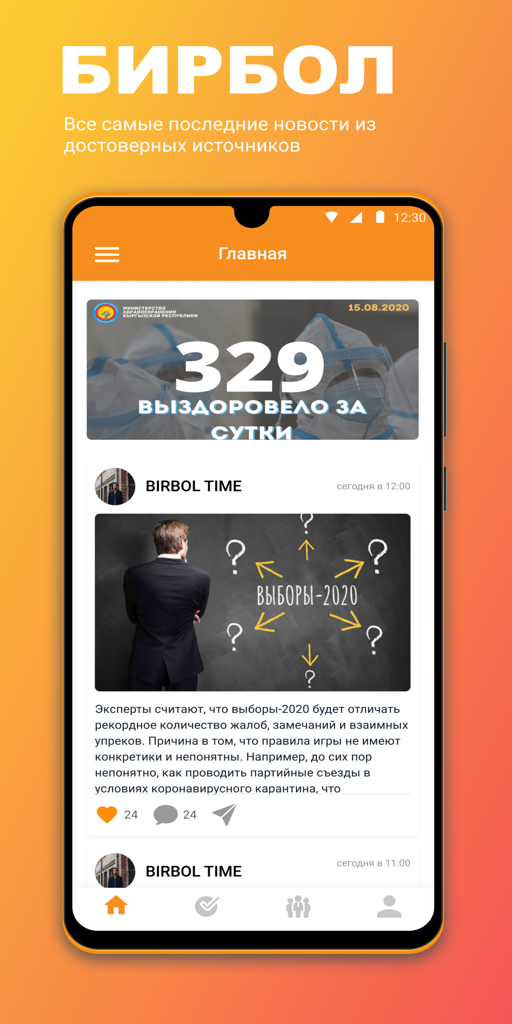 БИРБОЛ
Все самые последние новости из
достоверных источников
12:30
Главная
МИНИСТЕРСТВО
ЗДРАВООХРАНЕНИЯ
КЫРГЫЗСКОЙ РЕСПУБЛИКИ
15.08.2020
329
ВЫЗДОРОВЕЛО ЗА
СУТКИ
BIRBOL TIME
сегодня в 12:00
?
?
?
ВЫБОРЫ-2020
?
?
?
Эксперты считают, что выборы-2020 будет отличать
рекордное количество жалоб, замечаний и взаимных
упреков. Причина в том, что правила игры не имеют
конкретики и непонятны. Например, до сих пор
непонятно, как проводить партийные съезды в
условиях коронавирусного карантина, что
24
24
BIRBOL TIME
сегодня в 11:00